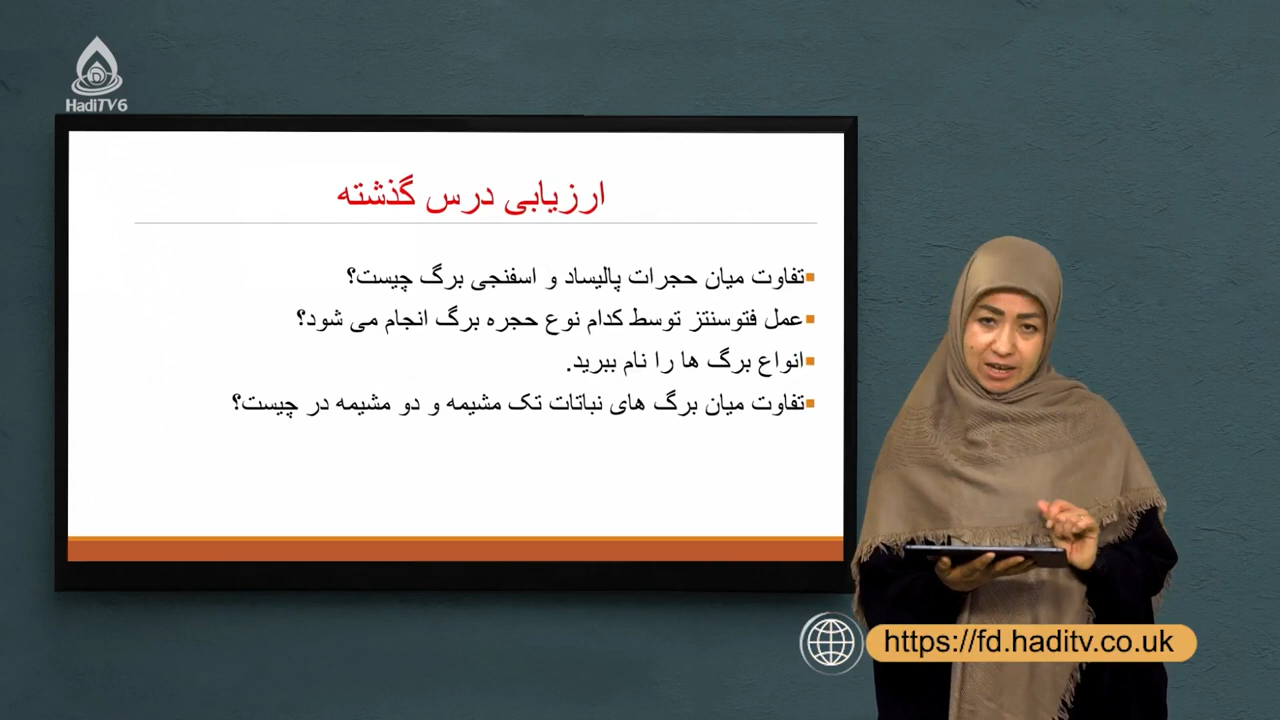 HadiTV6
ارزیابی درس گذشته
تفاوت میان حجرات پالیساد و اسفنجی برگ چیست؟
عمل فتوسنتز توسط کدام نوع حجره برگ انجام می شود؟
انواع برگ ها را نام ببرید.
تفاوت میان برگ های نباتات تک مشیمه و دو مشیمه در چیست؟
https://fd.haditv.co.uk